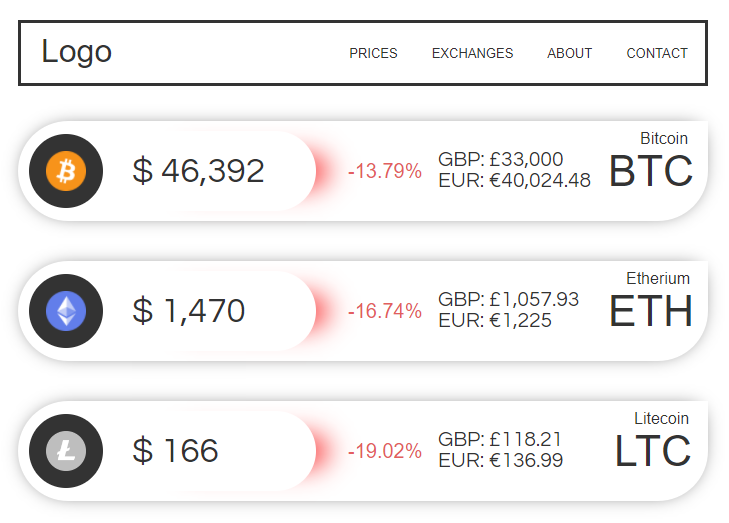 Logo
PRICES EXCHANGES ABOUT CONTACT
Bitcoin
$ 46,392 -13.79% GBP: £33,000 BTC
EUR: €40,024.48
Etherium
$ 1,470 -16.74% GBP: £1,057.93 ETH
EUR: €1,225
Litecoin
$ 166 -19.02% GBP: £118.21 LTC
EUR: €136.99